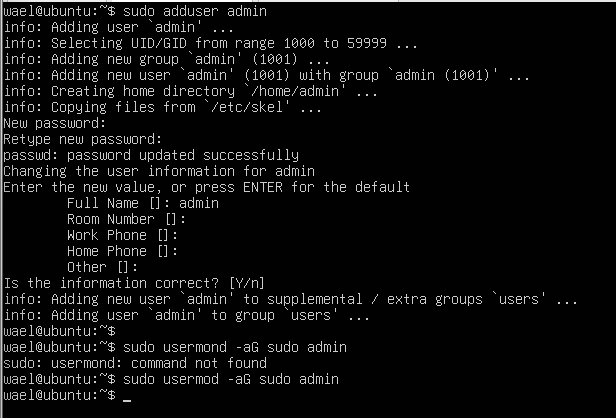 wael@ubuntu:~$ sudo adduser admin
info: Adding user `admin' ...
info: Selecting UID/GID from range 1000 to 59999 ...
info: Adding new group `admin' (1001) ...
info: Adding new user `admin' (1001) with group `admin (1001)' ...
info: Creating home directory `/home/admin' ...
info: Copying files from `/etc/skel' ...
New password:
Retype new password:
passwd: password updated successfully
Changing the user information for admin
Enter the new value, or press ENTER for the default
        Full Name []: admin
        Room Number []:
        Work Phone []:
        Home Phone []:
        Other []:
Is the information correct? [Y/n]
info: Adding new user `admin' to supplemental / extra groups `users' ...
info: Adding user `admin' to group `users' ...
wael@ubuntu:~$
wael@ubuntu:~$ sudo usermond -aG sudo admin
sudo: usermond: command not found
wael@ubuntu:~$ sudo usermod -aG sudo admin
wael@ubuntu:~$ _